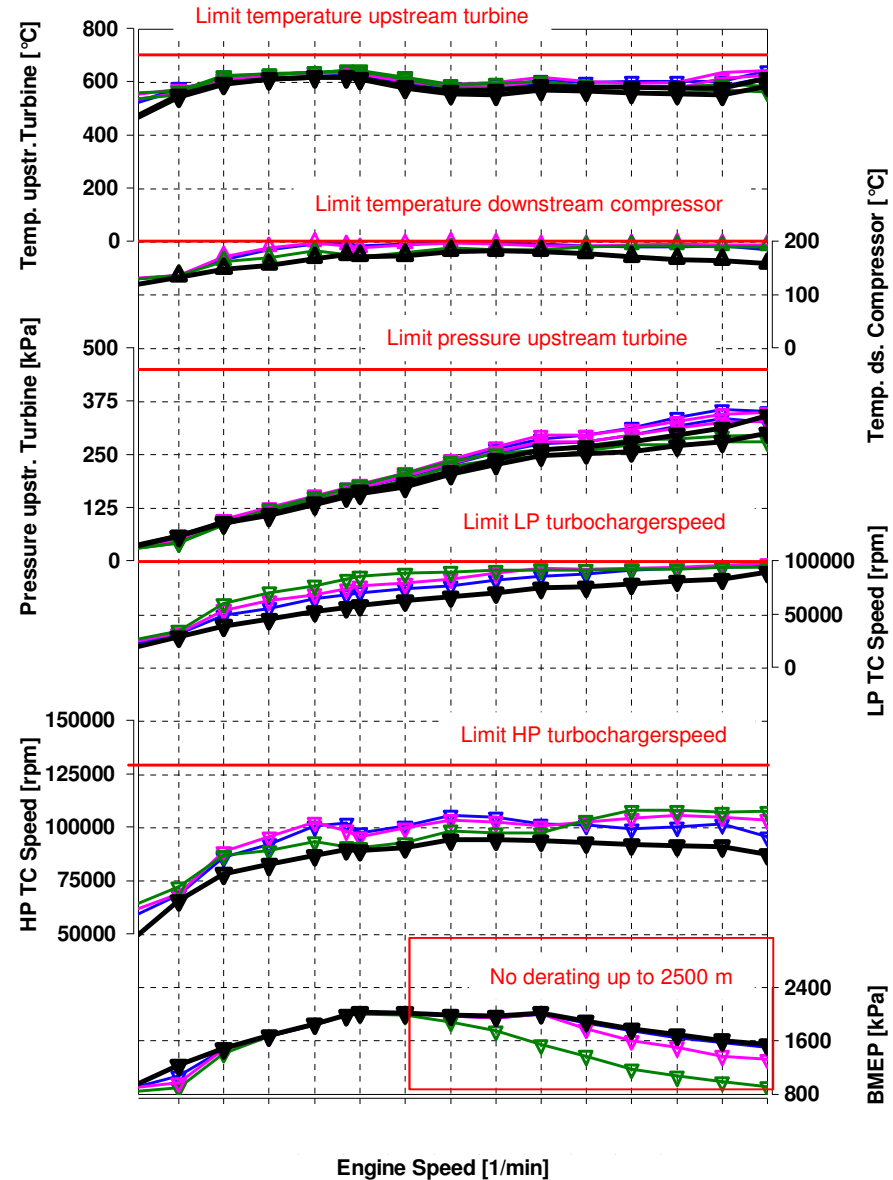 Limit temperature upstream turbine
800
600
400
200
0
Temp. upstr.Turbine [°C]
Limit temperature downstream compressor
200
100
0
Temp ds. Compressor [°C]
Limit pressure upstream turbine
500
375
250
125
0
Pressure upstr. Turbine [kPa]
Limit LP turbochargerspeed
100000
50000
0
LP TC Speed [rpm]
150000
125000
100000
75000
50000
HP TC Speed [rpm]
Limit HP turbochargerspeed
No derating up to 2500 m
2400
1600
800
BMEP [kPa]
Engine Speed [1/min]